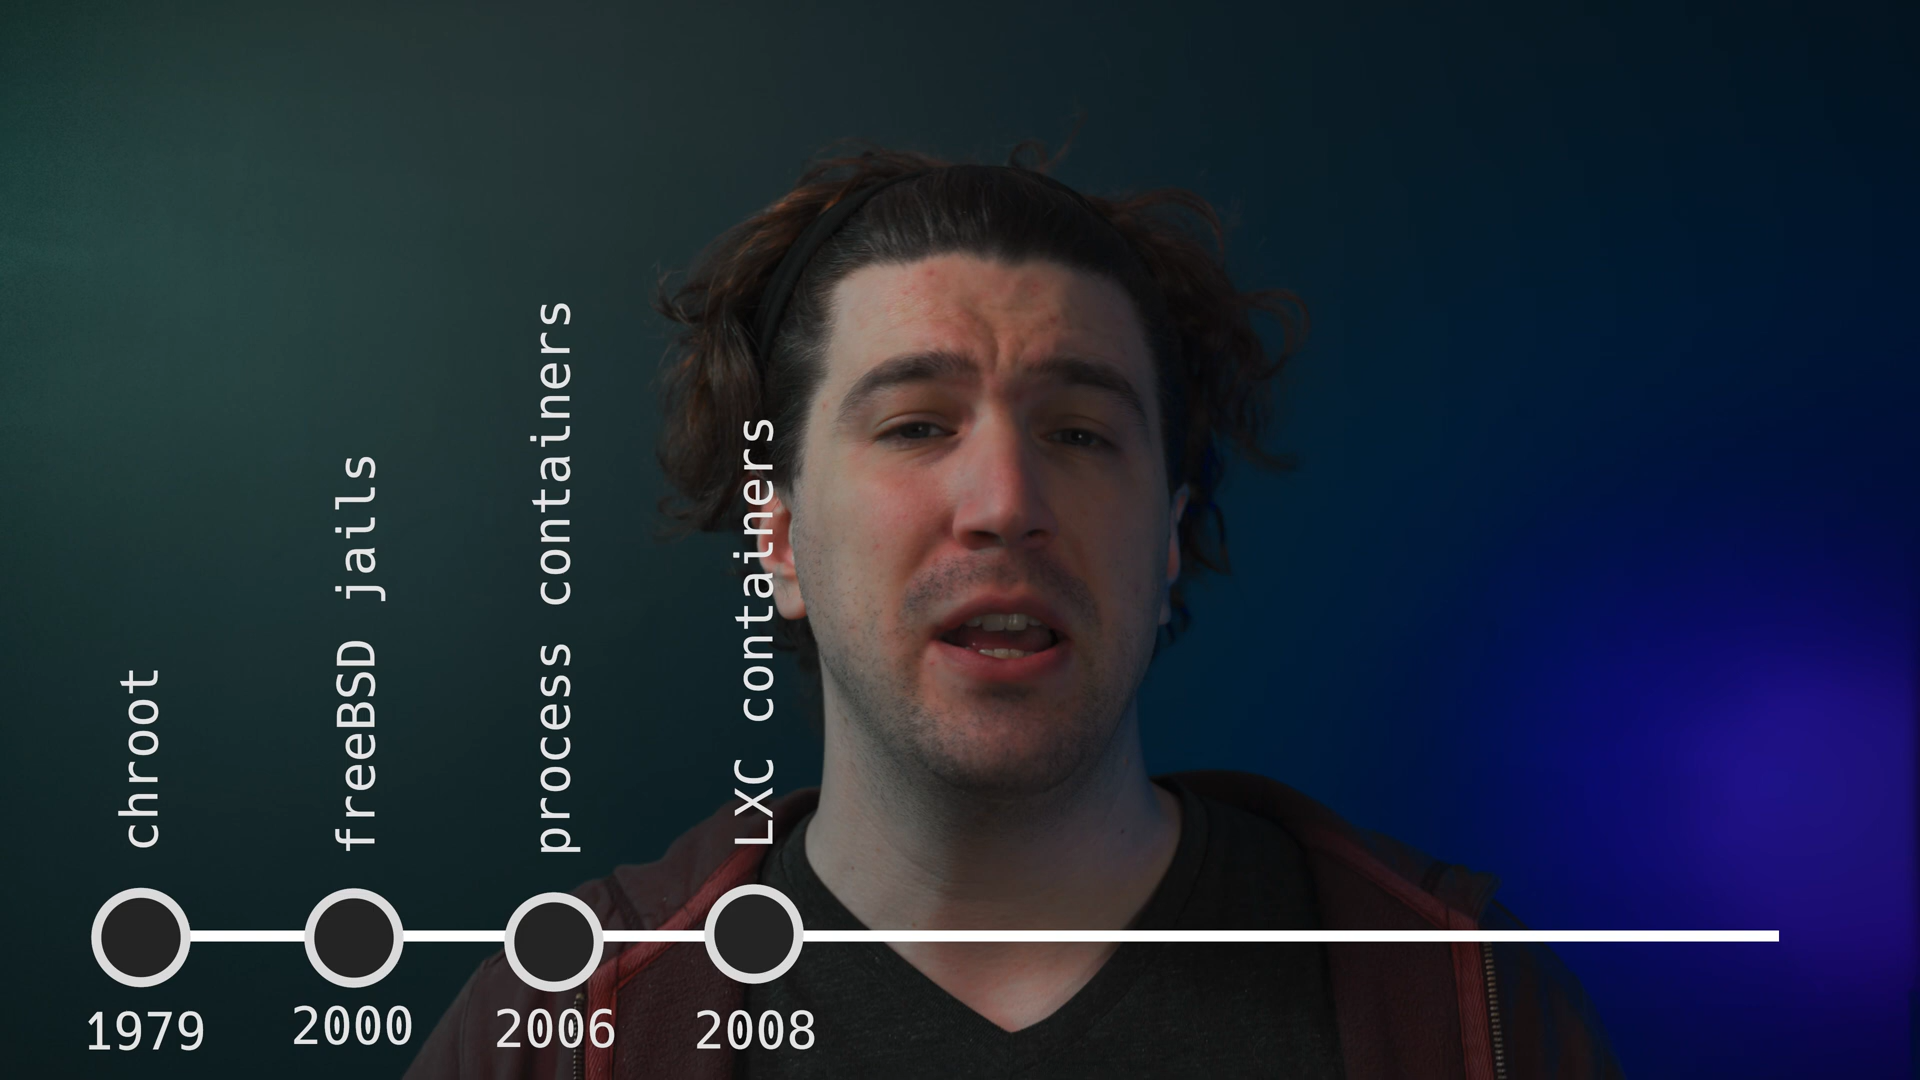 chroot
freeBSD jails
process containers
LXC containers
1979
2000
2006
2008